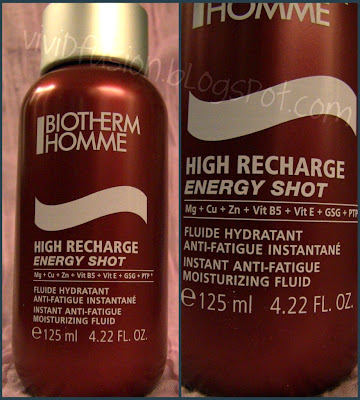 vividfusion.blogspot.com
BIOTHERM
HOMME
HIGH RECHARGE
ENERGY SHOT
Mg + Cu + Zn + Vit B5 + Vit E + GSG + PTP*
FLUIDE HYDRATANT
ANTI-FATIGUE INSTANTANÉ
INSTANT ANTI-FATIGUE
MOISTURIZING FLUID
℮125 ml 4.22 FL. OZ.
HOMME
HIGH RECHARGE
ENERGY SHOT
Mg + Cu + Zn + Vit B5 + Vit E + GSG + PTP
FLUIDE HYDRATANT
ANTI-FATIGUE INSTANTANÉ
INSTANT ANTI-FATIGUE
MOISTURIZING FLUID
℮125 ml 4.22 FL. OZ.